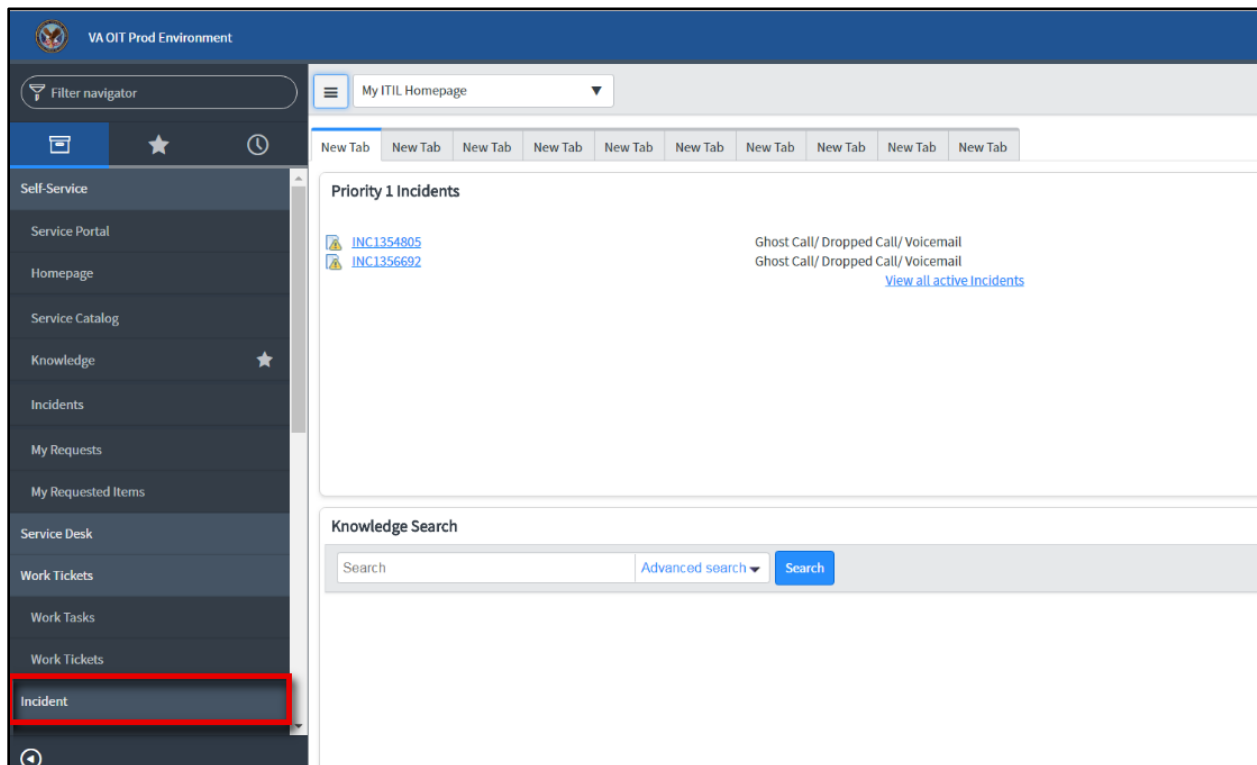 VA OIT Prod Environment
Filter navigator
My ITIL Homepage
New Tab New Tab New Tab New Tab New Tab New Tab New Tab New Tab New Tab New Tab
Self-Service
Service Portal
Homepage
Service Catalog
Knowledge
Incidents
My Requests
My Requested Items
Service Desk
Work Tickets
Work Tasks
Work Tickets
Incident
Priority 1 Incidents
INC1354805 Ghost Call/ Dropped Call/ Voicemail
INC1356692 Ghost Call/ Dropped Call/ Voicemail
View all active Incidents
Knowledge Search
Search Advanced search Search